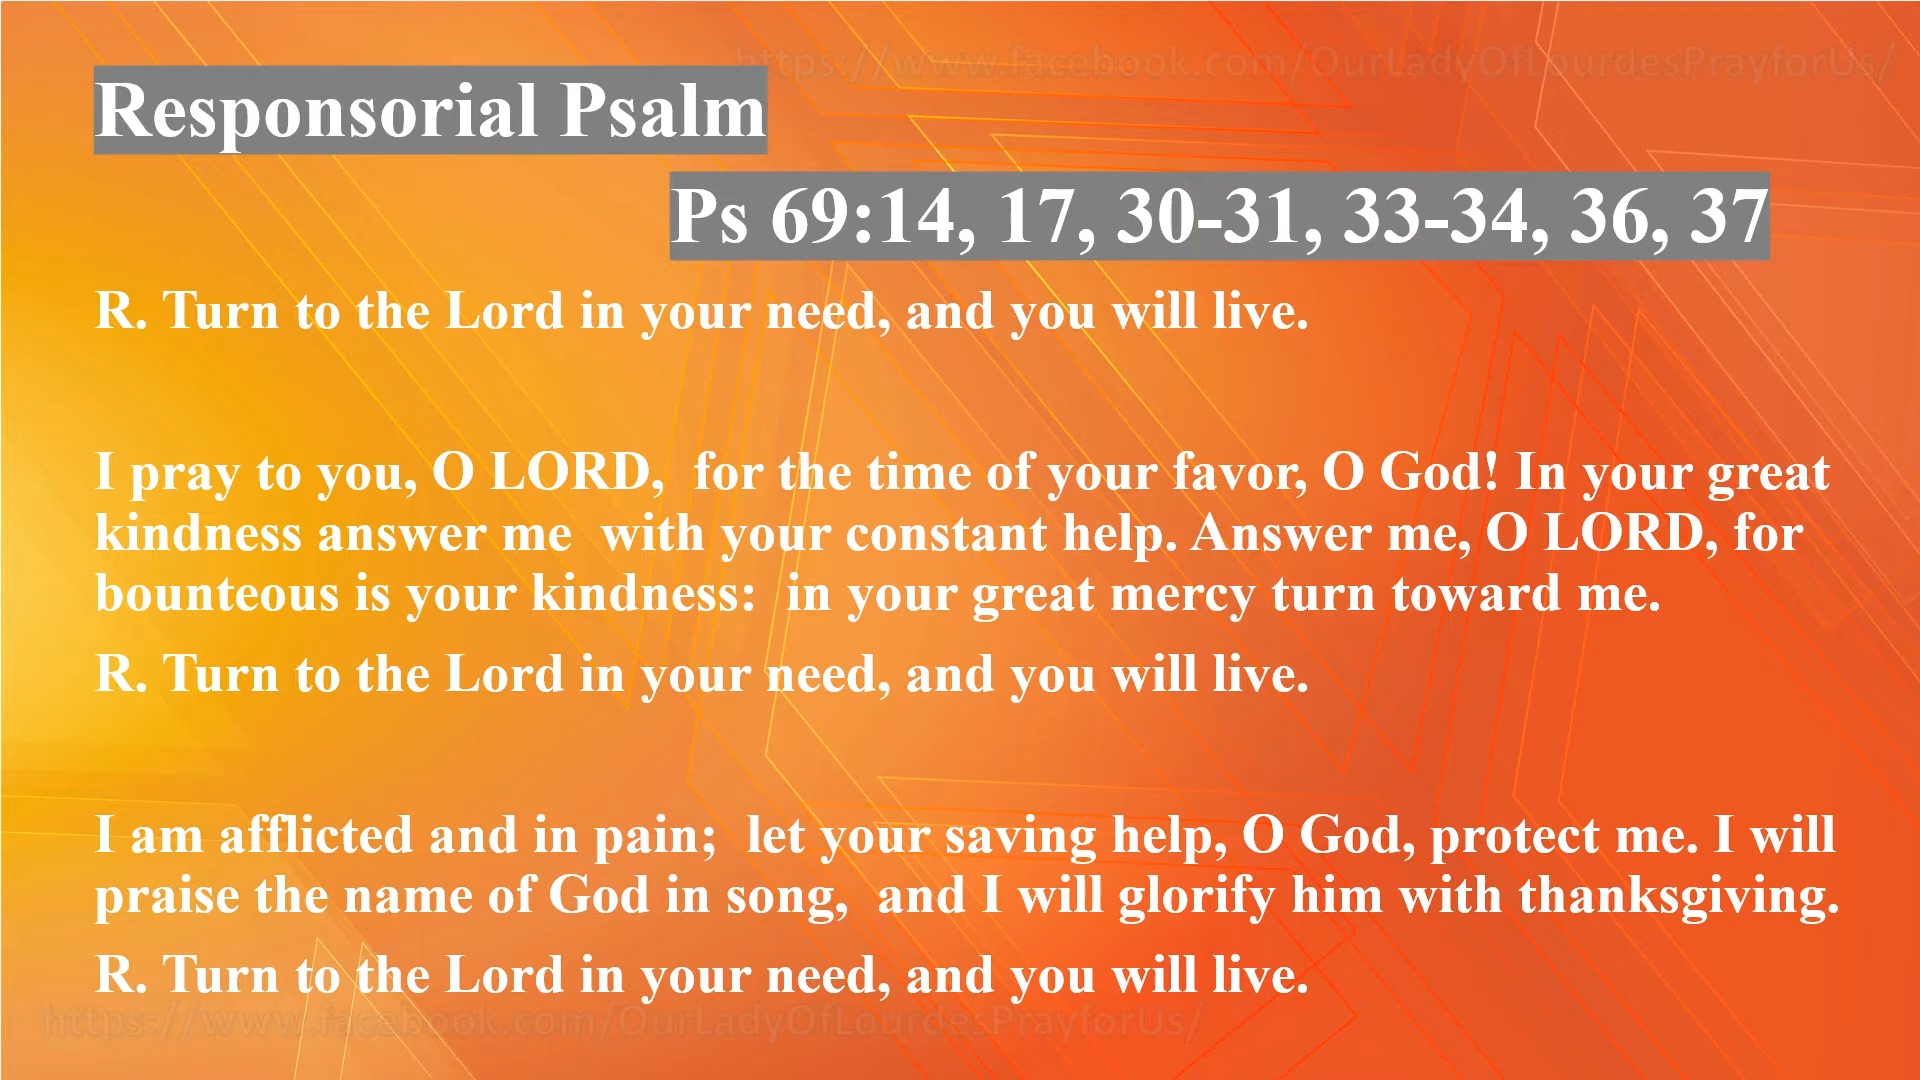 https://www.facebook.com/OurLadyOfLourdesPrayforUs/
Responsorial Psalm
Ps 69:14, 17, 30-31, 33-34, 36, 37
R. Turn to the Lord in your need, and you will live.
I pray to you, O LORD,  for the time of your favor, O God! In your great
kindness answer me  with your constant help. Answer me, O LORD, for
bounteous is your kindness:  in your great mercy turn toward me.
R. Turn to the Lord in your need, and you will live.
I am afflicted and in pain;  let your saving help, O God, protect me. I will
praise the name of God in song,  and I will glorify him with thanksgiving.
R. Turn to the Lord in your need, and you will live.
https://www.facebook.com/OurLadyOfLourdesPrayforUs/